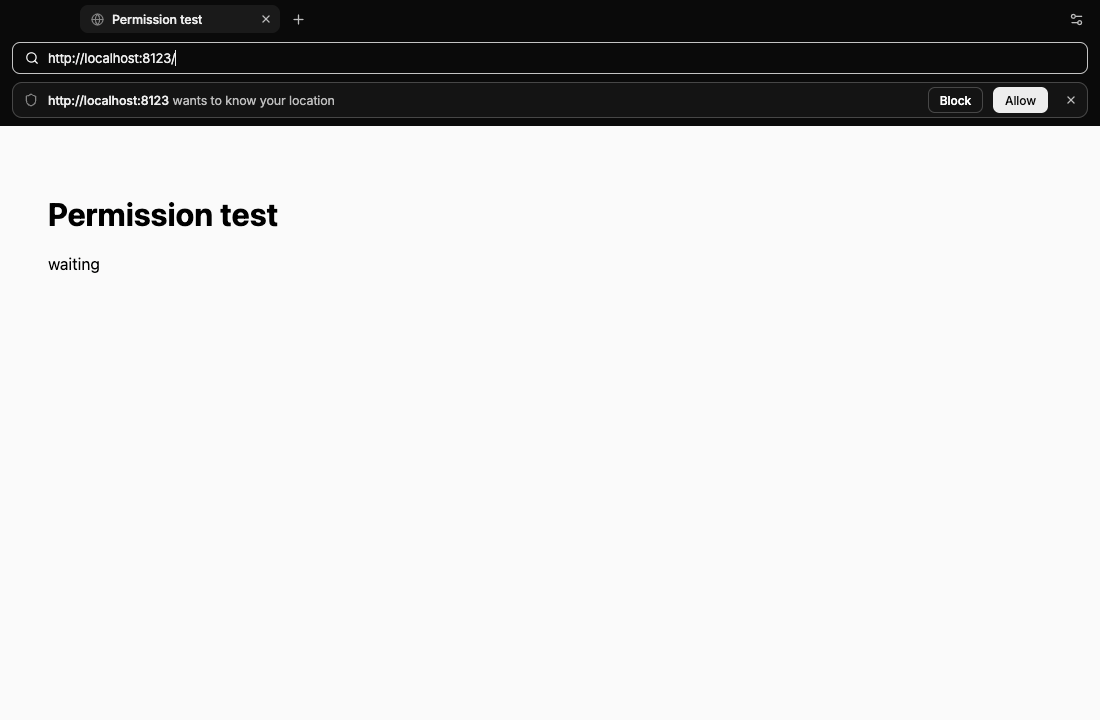 Permission test
http://localhost:8123/
http://localhost:8123 wants to know your location Block Allow
Permission test
waiting